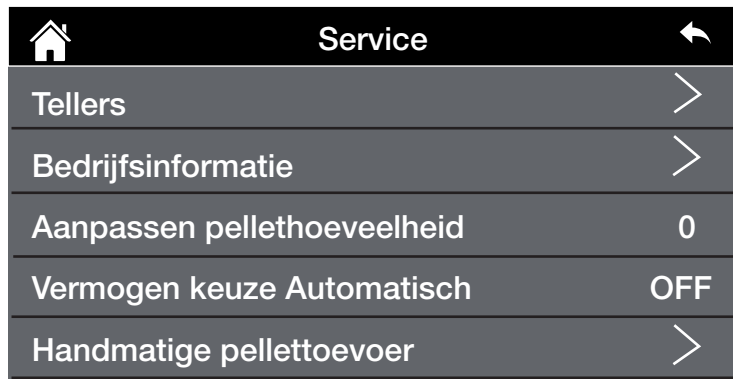 Service
Tellers
Bedrijfsinformatie
Aanpassen pellethoeveelheid 0
Vermogen keuze Automatisch OFF
Handmatige pellettoevoer